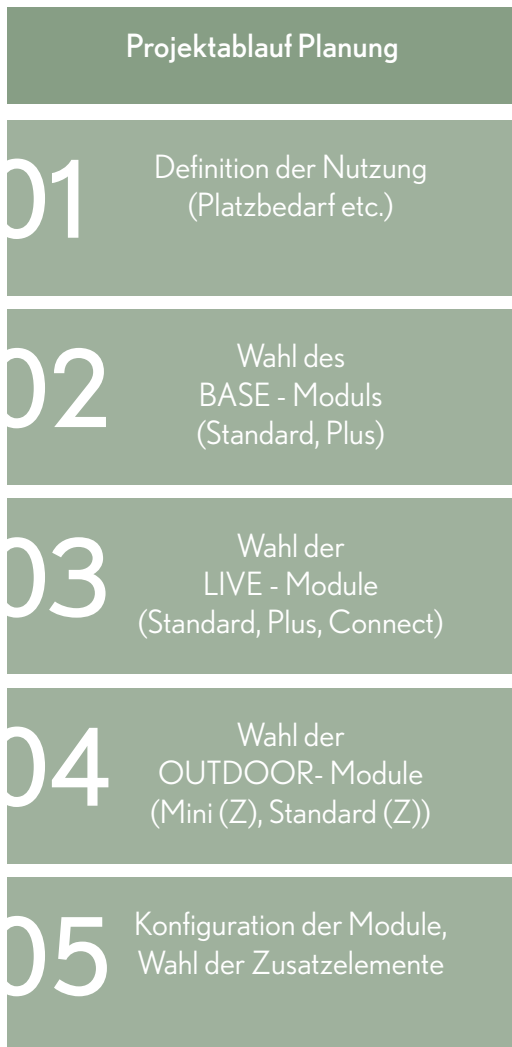 Projektablauf Planung
01
Definition der Nutzung
(Platzbedarf etc.)
02
Wahl des
BASE - Moduls
(Standard, Plus)
03
Wahl der
LIVE - Module
(Standard, Plus, Connect)
04
Wahl der
OUTDOOR- Module
(Mini (Z), Standard (Z))
05
Konfiguration der Module,
Wahl der Zusatzelemente